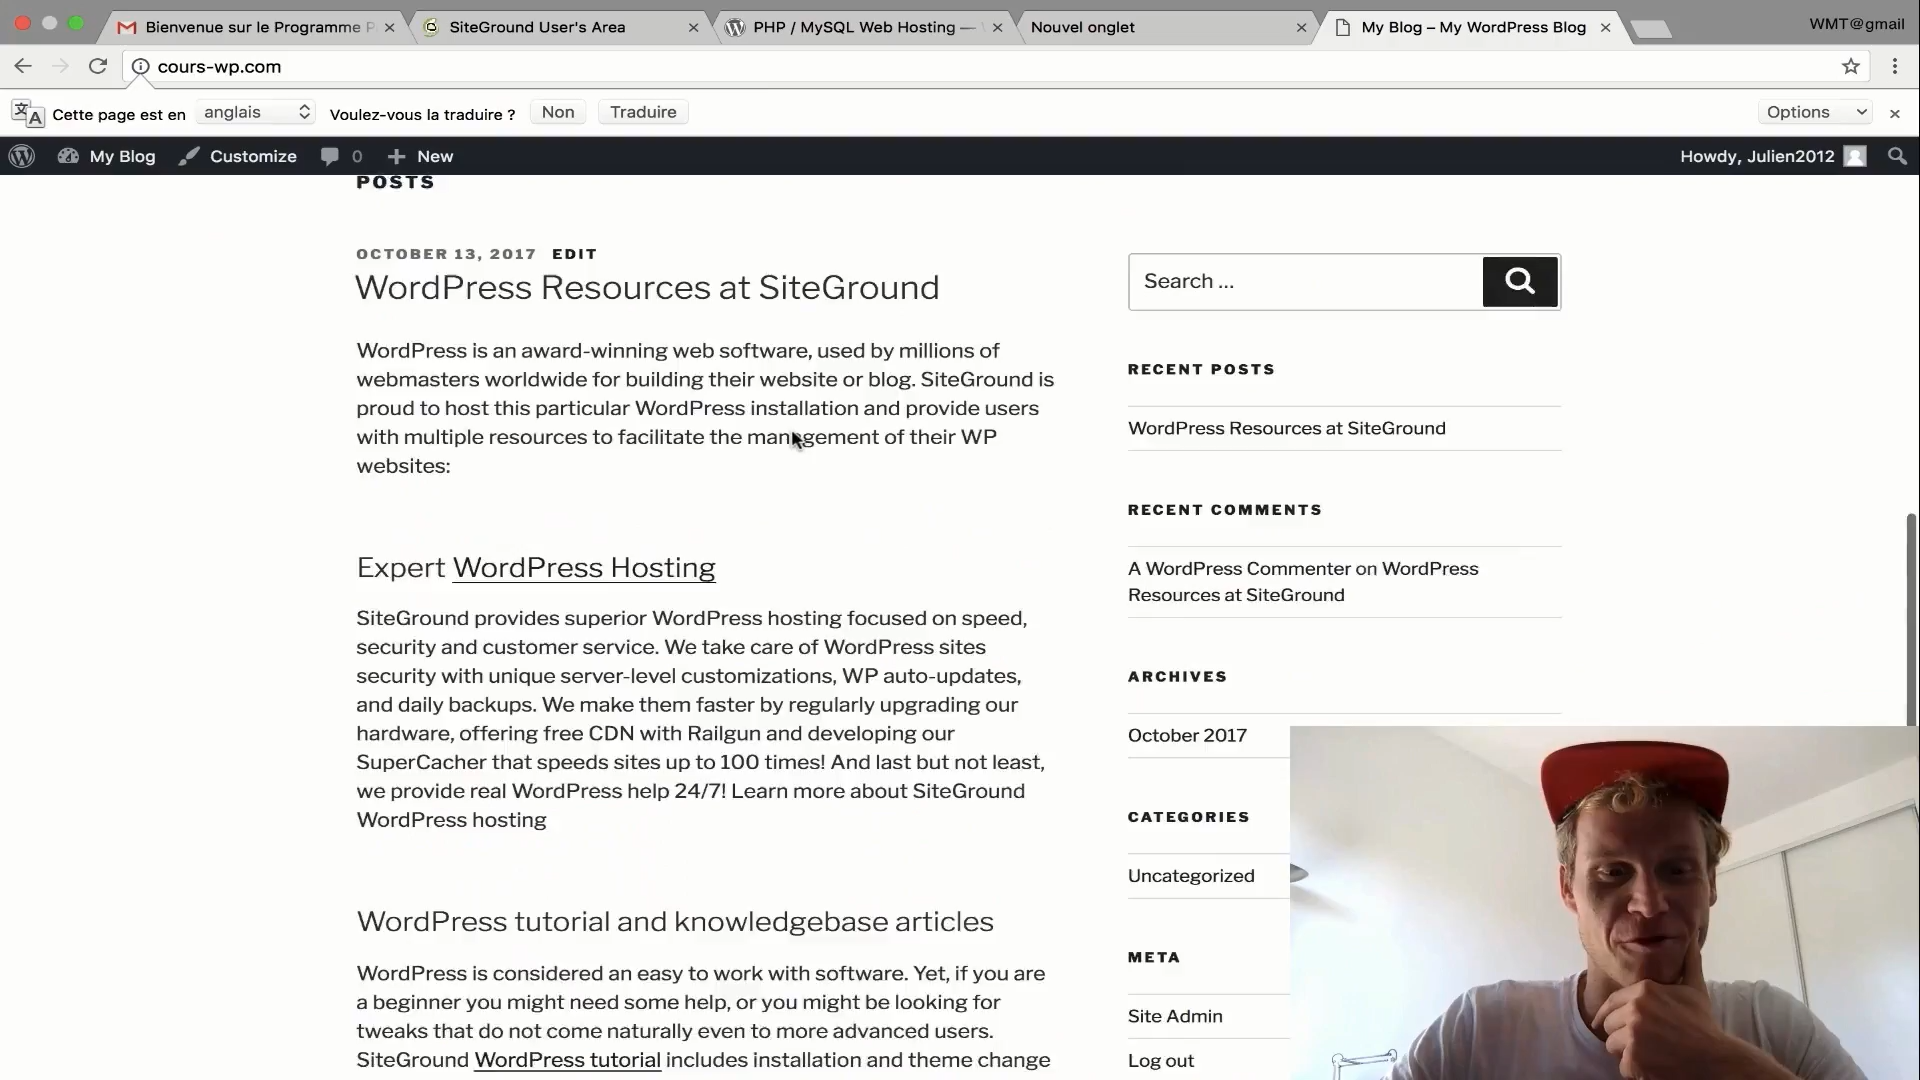 Bienvenue sur le Programme P
SiteGround User's Area
PHP / MySQL Web Hosting —
Nouvel onglet
My Blog – My WordPress Blog
WMT@gmail
cours-wp.com
Cette page est en
anglais
Voulez-vous la traduire ?
Non
Traduire
Options
My Blog
Customize
0
New
Howdy, Julien2012
POSTS
OCTOBER 13, 2017 EDIT
WordPress Resources at SiteGround
WordPress is an award-winning web software, used by millions of
webmasters worldwide for building their website or blog. SiteGround is
proud to host this particular WordPress installation and provide users
with multiple resources to facilitate the management of their WP
websites:
Expert WordPress Hosting
SiteGround provides superior WordPress hosting focused on speed,
security and customer service. We take care of WordPress sites
security with unique server-level customizations, WP auto-updates,
and daily backups. We make them faster by regularly upgrading our
hardware, offering free CDN with Railgun and developing our
SuperCacher that speeds sites up to 100 times! And last but not least,
we provide real WordPress help 24/7! Learn more about SiteGround
WordPress hosting
WordPress tutorial and knowledgebase articles
WordPress is considered an easy to work with software. Yet, if you are
a beginner you might need some help, or you might be looking for
tweaks that do not come naturally even to more advanced users.
SiteGround WordPress tutorial includes installation and theme change
Search ...
RECENT POSTS
WordPress Resources at SiteGround
RECENT COMMENTS
A WordPress Commenter on WordPress
Resources at SiteGround
ARCHIVES
October 2017
CATEGORIES
Uncategorized
META
Site Admin
Log out